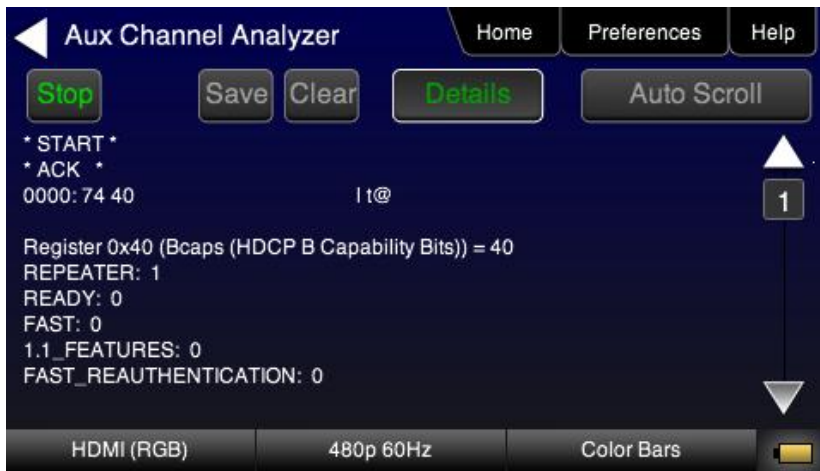 Aux Channel Analyzer Home Preferences Help
Stop Save Clear Details Auto Scroll
* START *
* ACK *
0000: 74 40 | t@
1
Register 0x40 (Bcaps (HDCP B Capability Bits)) = 40
REPEATER: 1
READY: 0
FAST: 0
1.1_FEATURES: 0
FAST_REAUTHENTICATION: 0
HDMI (RGB) 480p 60Hz Color Bars